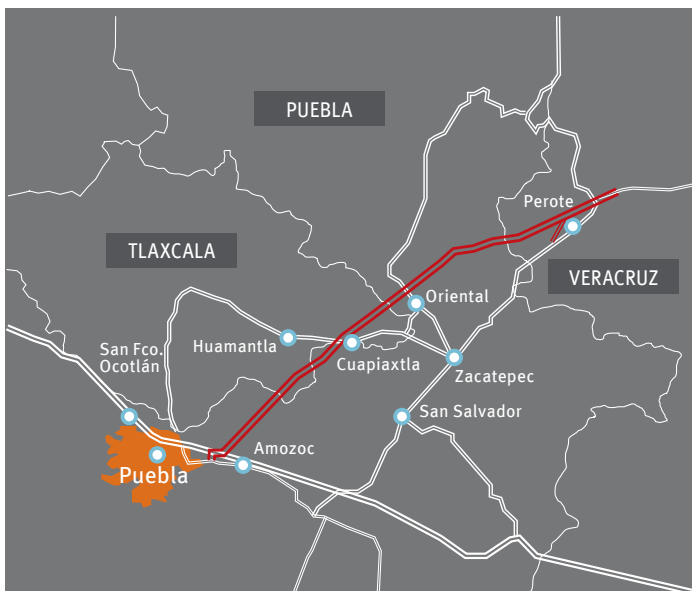 PUEBLA
Perote
TLAXCALA
VERACRUZ
Oriental
San Fco.
Ocotlán
Huamantla
Cuapiaxtla
Zacatepec
San Salvador
Amozoc
Puebla